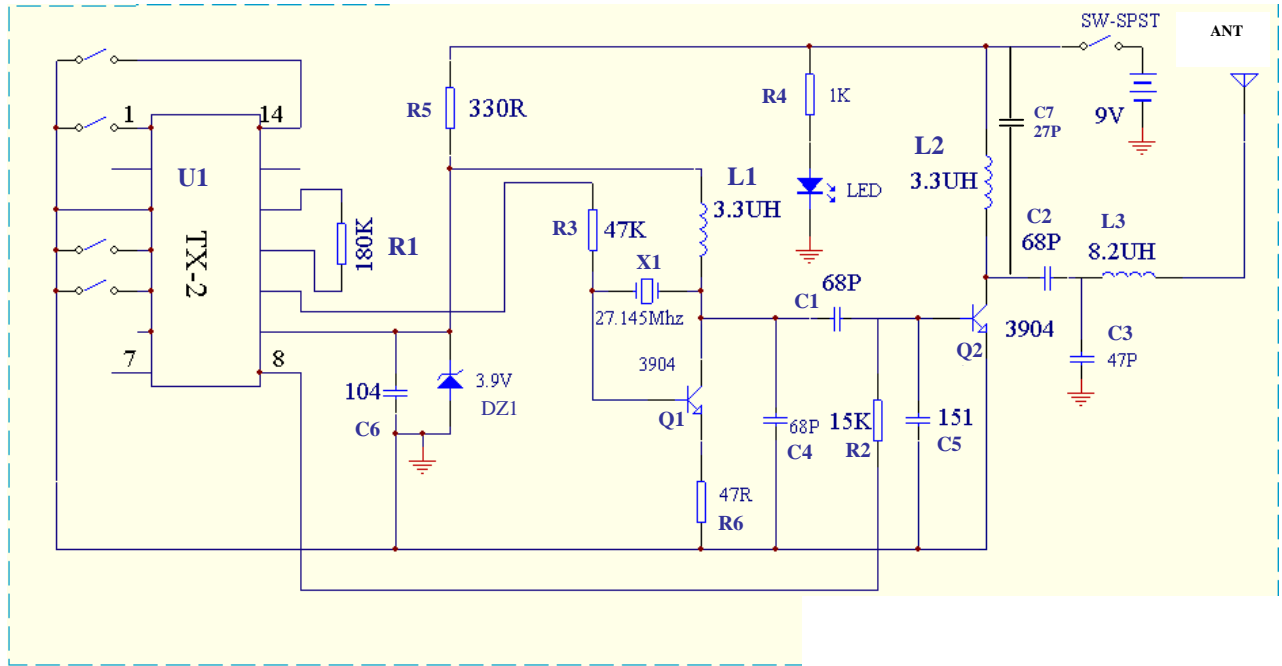 SW-SPST
ANT
9V
R5
330R
R4
1K
C7
27P
1
14
U1
TX-2
R1
180K
L1
3.3UH
LED
L2
3.3UH
R3
47K
X1
27.145Mhz
C2
68P
L3
8.2UH
68P
C1
3904
Q2
C3
47P
7
8
104
C6
3.9V
DZ1
3904
Q1
68P
C4
15K
R2
151
C5
47R
R6